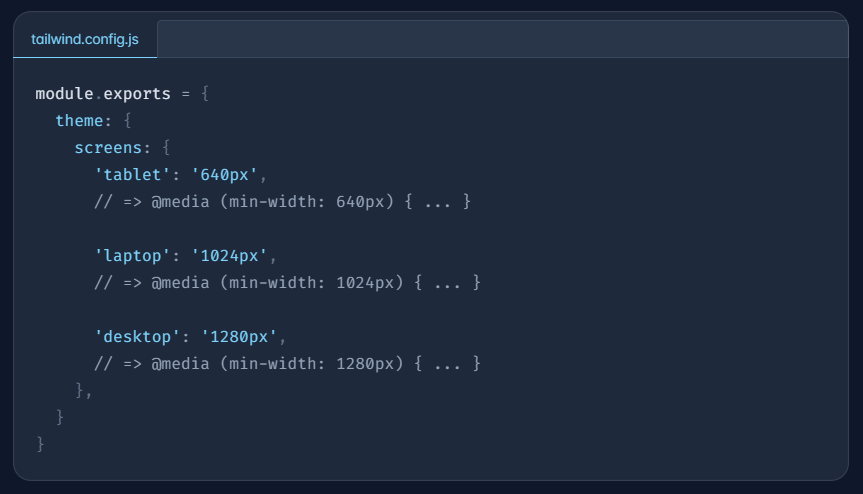 tailwind.config.js
module.exports = {
  theme: {
    screens: {
      'tablet': '640px',
      // => @media (min-width: 640px) { ... }
      'laptop': '1024px',
      // => @media (min-width: 1024px) { ... }
      'desktop': '1280px',
      // => @media (min-width: 1280px) { ... }
    },
  }
}